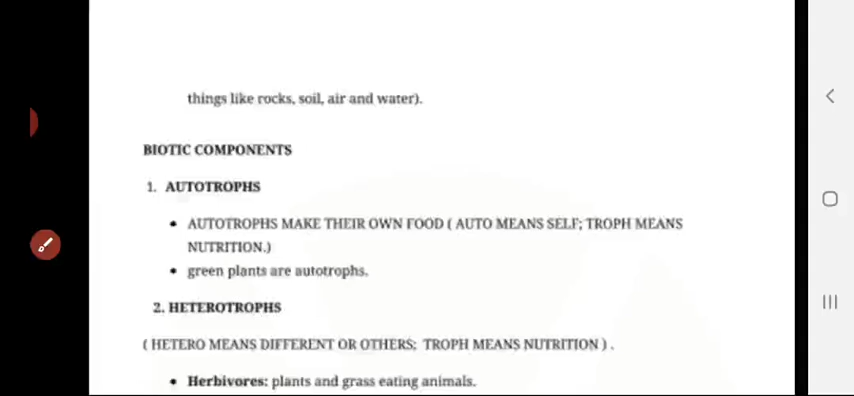 things like rocks, soil, air and water).
BIOTIC COMPONENTS
1. AUTOTROPHS
• AUTOTROPHS MAKE THEIR OWN FOOD ( AUTO MEANS SELF; TROPH MEANS
NUTRITION.)
• green plants are autotrophs.
2. HETEROTROPHS
( HETERO MEANS DIFFERENT OR OTHERS; TROPH MEANS NUTRITION ) .
• Herbivores: plants and grass eating animals.